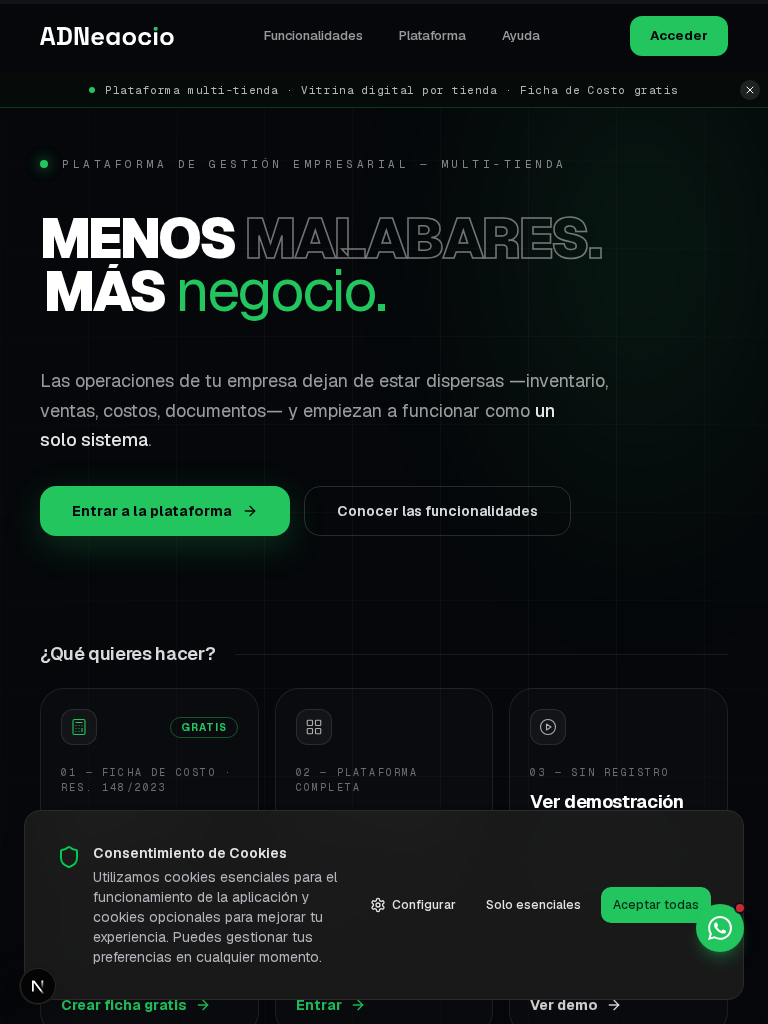 ADNegocio
Funcionalidades
Plataforma
Ayuda
Acceder
Plataforma multi-tienda · Vitrina digital por tienda · Ficha de Costo gratis
PLATAFORMA DE GESTIÓN EMPRESARIAL — MULTI-TIENDA
MENOS MALABARES.
MÁS negocio.
Las operaciones de tu empresa dejan de estar dispersas —inventario,
ventas, costos, documentos— y empiezan a funcionar como un
solo sistema.
Entrar a la plataforma
Conocer las funcionalidades
¿Qué quieres hacer?
GRATIS
01 — FICHA DE COSTO ·
RES. 148/2023
02 — PLATAFORMA
COMPLETA
03 — SIN REGISTRO
Ver demostración
Consentimiento de Cookies
Utilizamos cookies esenciales para el
funcionamiento de la aplicación y
cookies opcionales para mejorar tu
experiencia. Puedes gestionar tus
preferencias en cualquier momento.
Configurar
Solo esenciales
Aceptar todas
N
Crear ficha gratis
Entrar
Ver demo